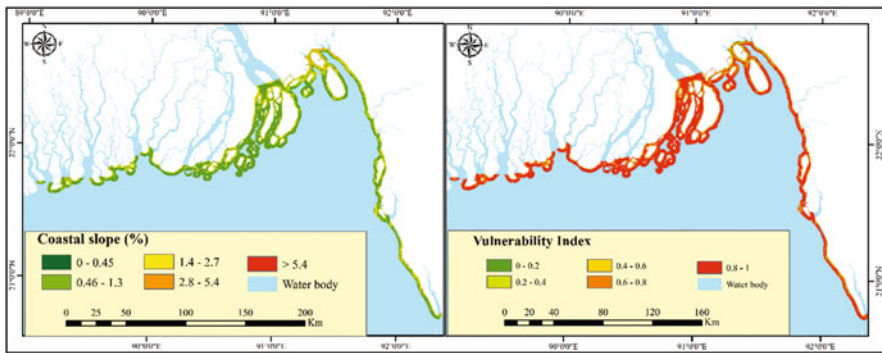 89°0'0"E 90°0'0"E 91°0'0"E 92°0'0"E
N
W E
S
22°0'0"N
21°0'0"N
Coastal slope (%)
0 - 0.45 1.4 - 2.7 > 5.4
0.46 - 1.3 2.8 - 5.4 Water body
0 25 50 100 150 200
Km
90°0'0"E 91°0'0"E 92°0'0"E
90°0'0"E 91°0'0"E 92°0'0"E
N
W E
S
22°0'0"N
21°0'0"N
Vulnerability Index
0 - 0.2 0.4 - 0.6 0.8 - 1
0.2 - 0.4 0.6 - 0.8 Water body
0 20 40 80 120 160
Km
90°0'0"E 91°0'0"E 92°0'0"E